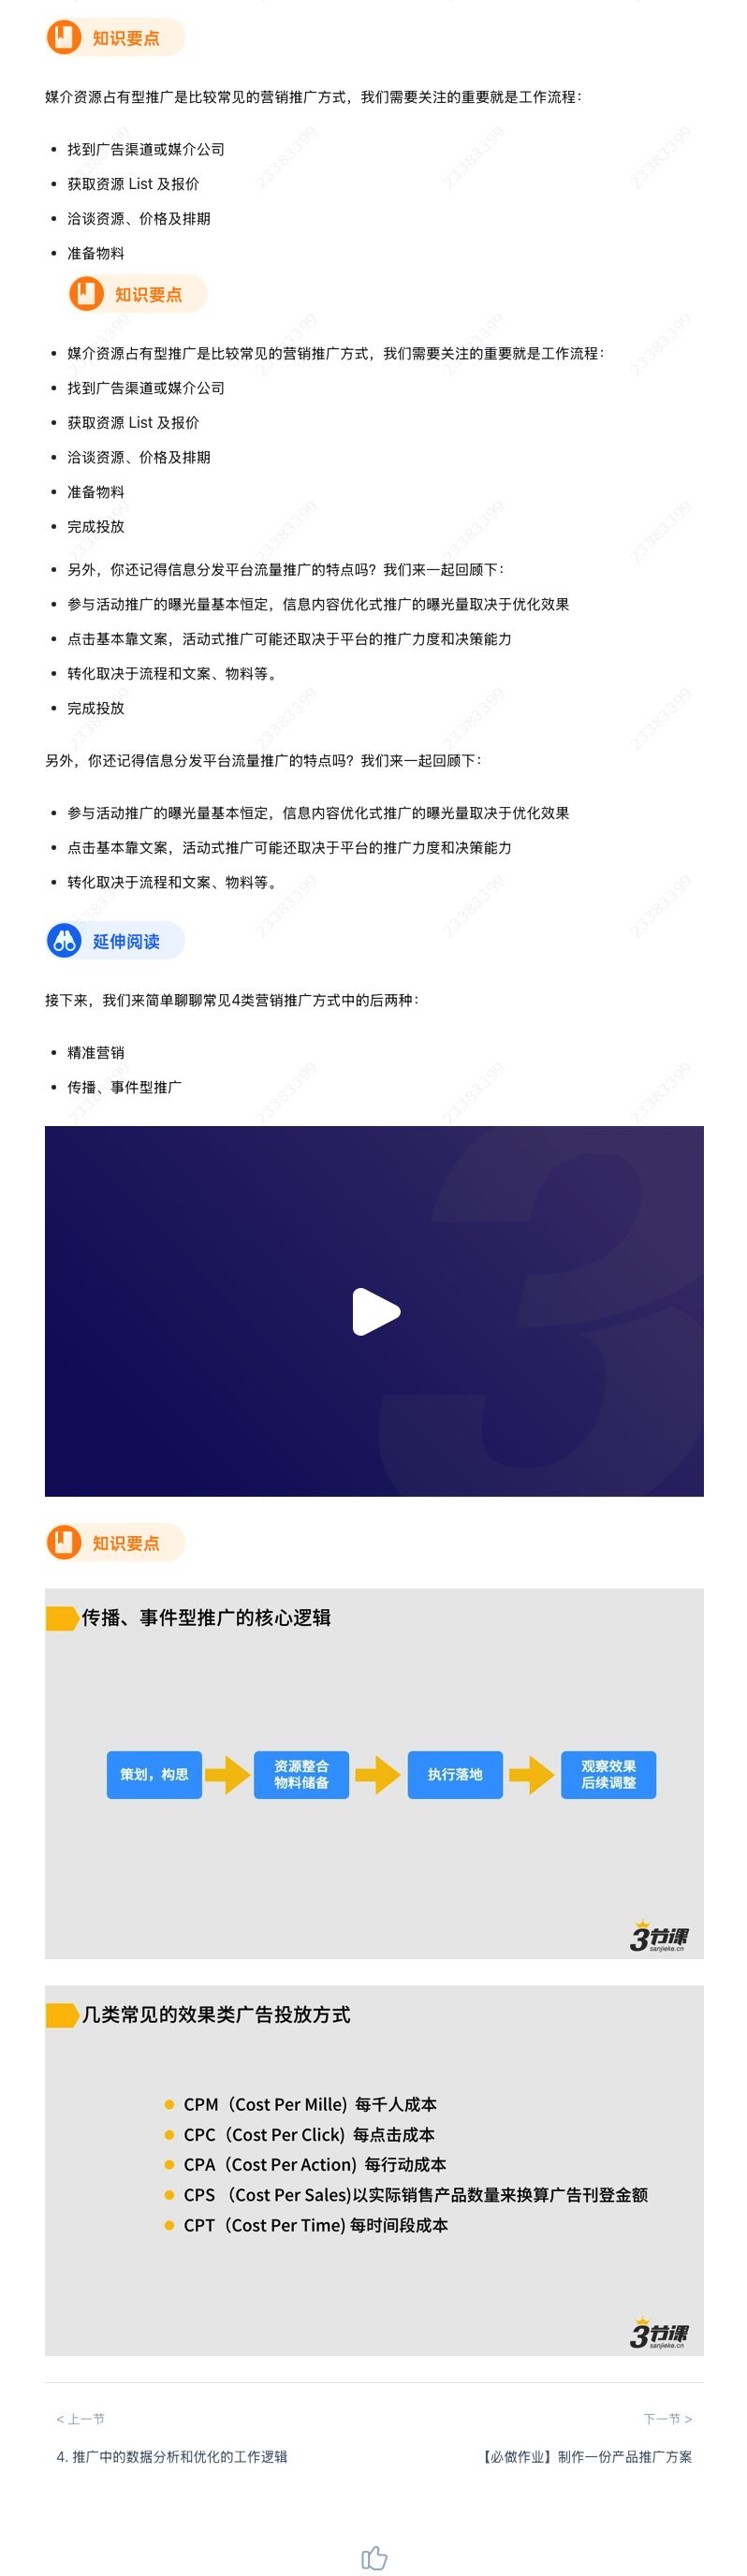 知识要点
媒介资源占有型推广是比较常见的营销推广方式，我们需要关注的重要就是工作流程：
找到广告渠道或媒介公司
获取资源 List 及报价
洽谈资源、价格及排期
准备物料
知识要点
媒介资源占有型推广是比较常见的营销推广方式，我们需要关注的重要就是工作流程：
找到广告渠道或媒介公司
获取资源 List 及报价
洽谈资源、价格及排期
准备物料
完成投放
另外，你还记得信息分发平台流量推广的特点吗？我们来一起回顾下：
参与活动推广的曝光量基本恒定，信息内容优化式推广的曝光量取决于优化效果
点击基本靠文案，活动式推广可能还取决于平台的推广力度和决策能力
转化取决于流程和文案、物料等。
完成投放
另外，你还记得信息分发平台流量推广的特点吗？我们来一起回顾下：
参与活动推广的曝光量基本恒定，信息内容优化式推广的曝光量取决于优化效果
点击基本靠文案，活动式推广可能还取决于平台的推广力度和决策能力
转化取决于流程和文案、物料等。
延伸阅读
接下来，我们来简单聊聊常见4类营销推广方式中的后两种：
精准营销
传播、事件型推广
知识要点
传播、事件型推广的核心逻辑
策划，构思
资源整合
物料储备
执行落地
观察效果
后续调整
3节课
sanjieke.cn
几类常见的效果类广告投放方式
CPM（Cost Per Mille）每千人成本
CPC（Cost Per Click）每点击成本
CPA（Cost Per Action）每行动成本
CPS （Cost Per Sales)以实际销售产品数量来换算广告刊登金额
CPT（Cost Per Time) 每时间段成本
3节课
sanjieke.cn
< 上一节
下一节 >
4. 推广中的数据分析和优化的工作逻辑
【必做作业】制作一份产品推广方案
23383399